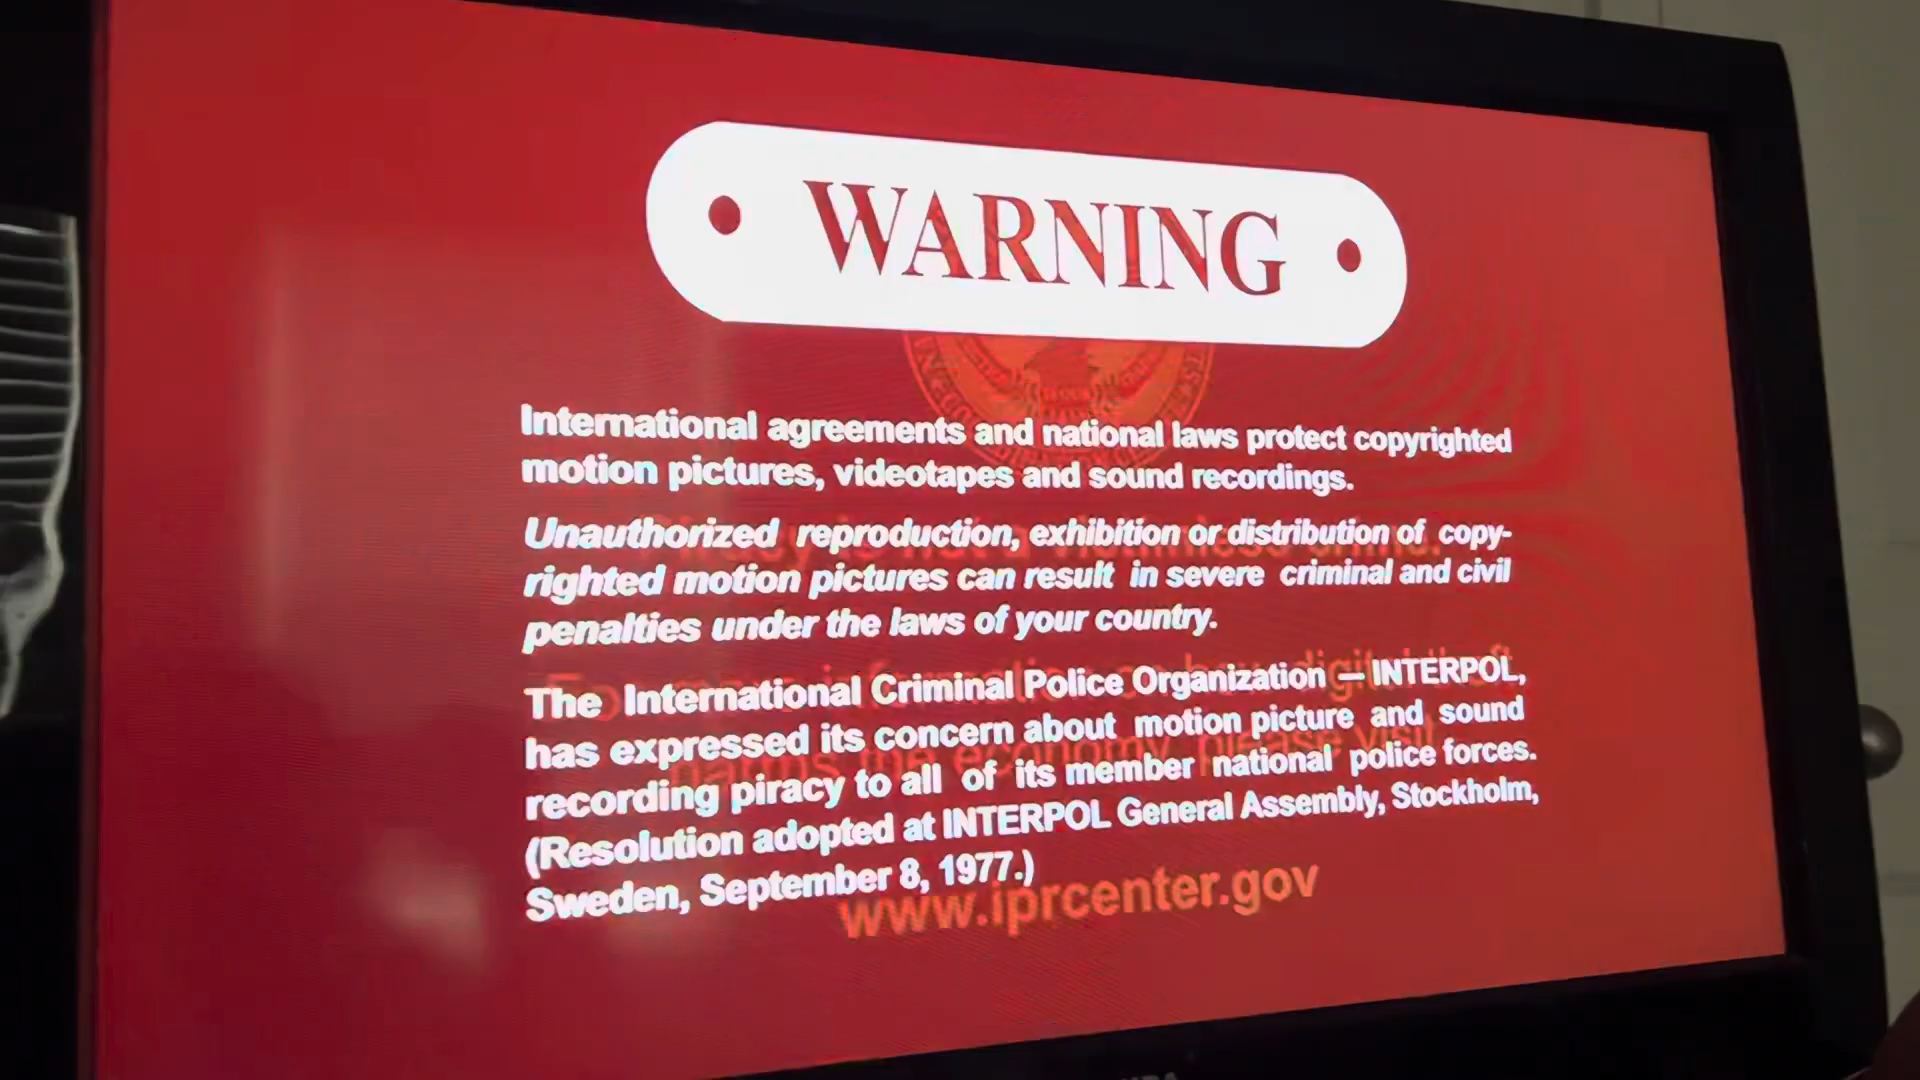 WARNING
International agreements and national laws protect copyrighted
motion pictures, videotapes and sound recordings.
Unauthorized reproduction, exhibition or distribution of copy-
righted motion pictures can result in severe criminal and civil
penalties under the laws of your country.
The International Criminal Police Organization – INTERPOL,
has expressed its concern about motion picture and sound
recording piracy to all of its member national police forces.
(Resolution adopted at INTERPOL General Assembly, Stockholm,
Sweden, September 8, 1977.)
www.iprcenter.gov